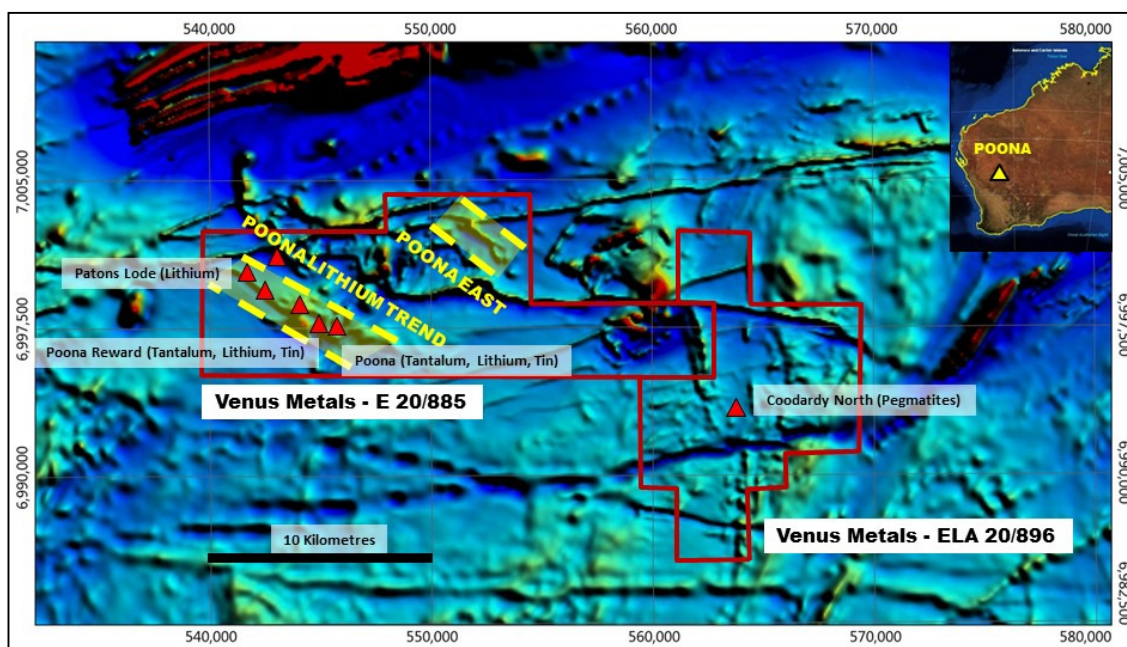 540,000
550,000
560,000
570,000
580,000
7,005,000
6,997,500
6,990,000
7,005,000
6,997,500
6,990,000
6,982,500
POONA
POONA LITHIUM TREND
POONA EAST
Patons Lode (Lithium)
Poona Reward (Tantalum, Lithium, Tin)
Poona (Tantalum, Lithium, Tin)
Venus Metals - E 20/885
Coodardy North (Pegmatites)
Venus Metals - ELA 20/896
10 Kilometres
540,000
550,000
560,000
570,000
580,000